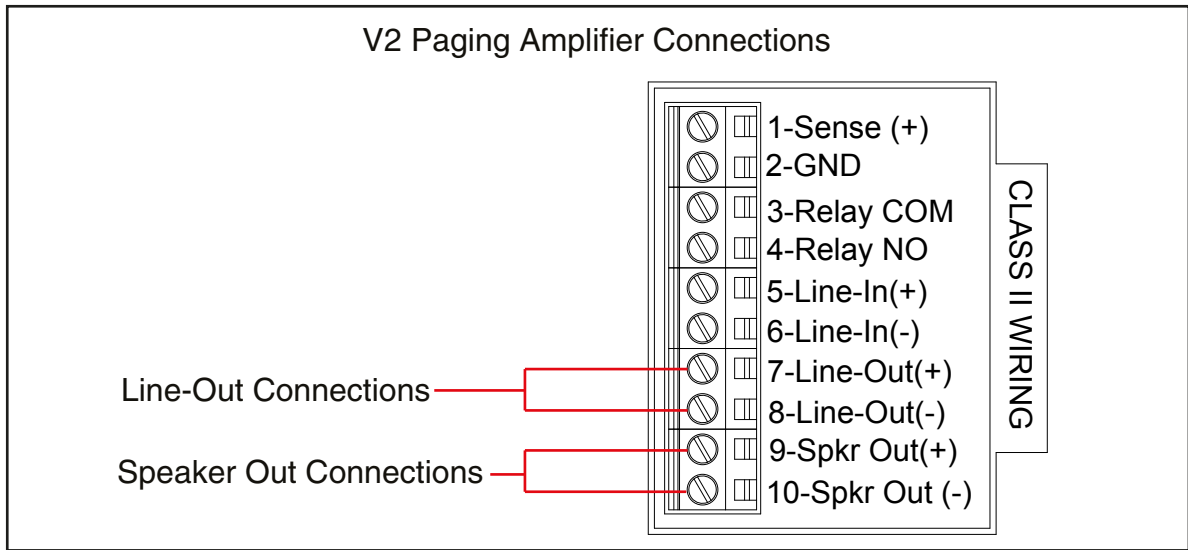 V2 Paging Amplifier Connections
1-Sense (+)
2-GND
3-Relay COM
4-Relay NO
5-Line-In(+)
6-Line-In(-)
7-Line-Out(+)
8-Line-Out(-)
9-Spkr Out(+)
10-Spkr Out (-)
Line-Out Connections
Speaker Out Connections
CLASS II WIRING